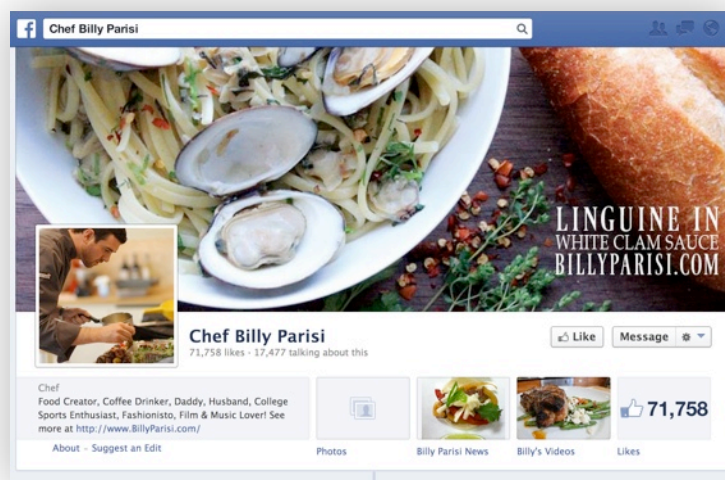 f Chef Billy Parisi
LINGUINE IN
WHITE CLAM SAUCE
BILLYPARISI.COM
Chef Billy Parisi
71,758 likes · 17,477 talking about this
Like
Message
Chef
Food Creator, Coffee Drinker, Daddy, Husband, College
Sports Enthusiast, Fashionisto, Film & Music Lover! See
more at http://www.BillyParisi.com/
About – Suggest an Edit
71,758
Photos
Billy Parisi News
Billy's Videos
Likes